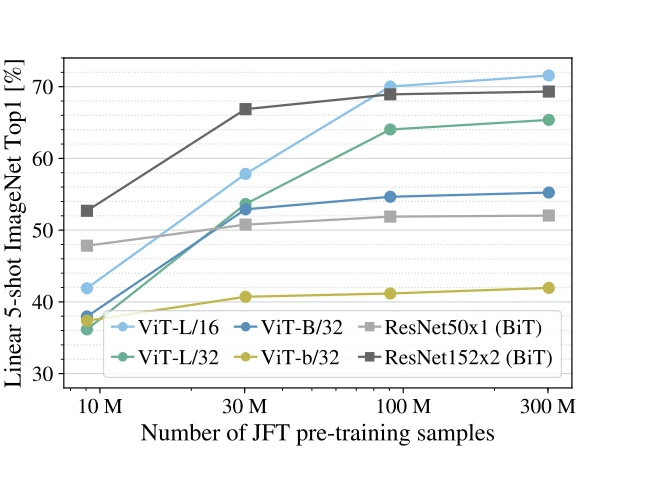 Linear 5-shot ImageNet Top1 [%]
70
60
50
40
30
ViT-L/16 ViT-B/32 ResNet50x1 (BiT)
ViT-L/32 ViT-b/32 ResNet152x2 (BiT)
10 M 30 M 100 M 300 M
Number of JFT pre-training samples